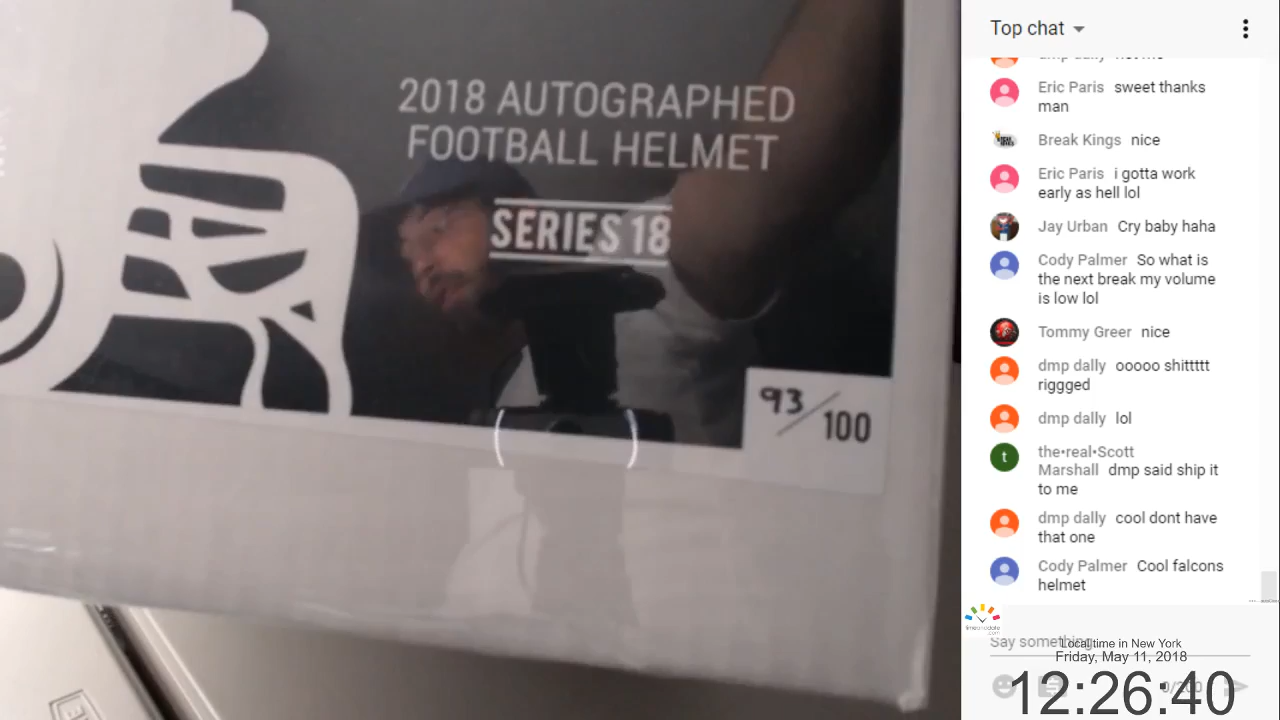 2018 AUTOGRAPHED
FOOTBALL HELMET
SERIES 18
93/100
Top chat
Eric Paris sweet thanks
man
Break Kings nice
Eric Paris i gotta work
early as hell lol
Jay Urban Cry baby haha
Cody Palmer So what is
the next break my volume
is low lol
Tommy Greer nice
dmp dally ooooo shittttt
riggged
dmp dally lol
t
the•real•Scott
Marshall dmp said ship it
to me
dmp dally cool dont have
that one
Cody Palmer Cool falcons
helmet
Say something...
Local time in New York
Friday, May 11, 2018
12:26:40